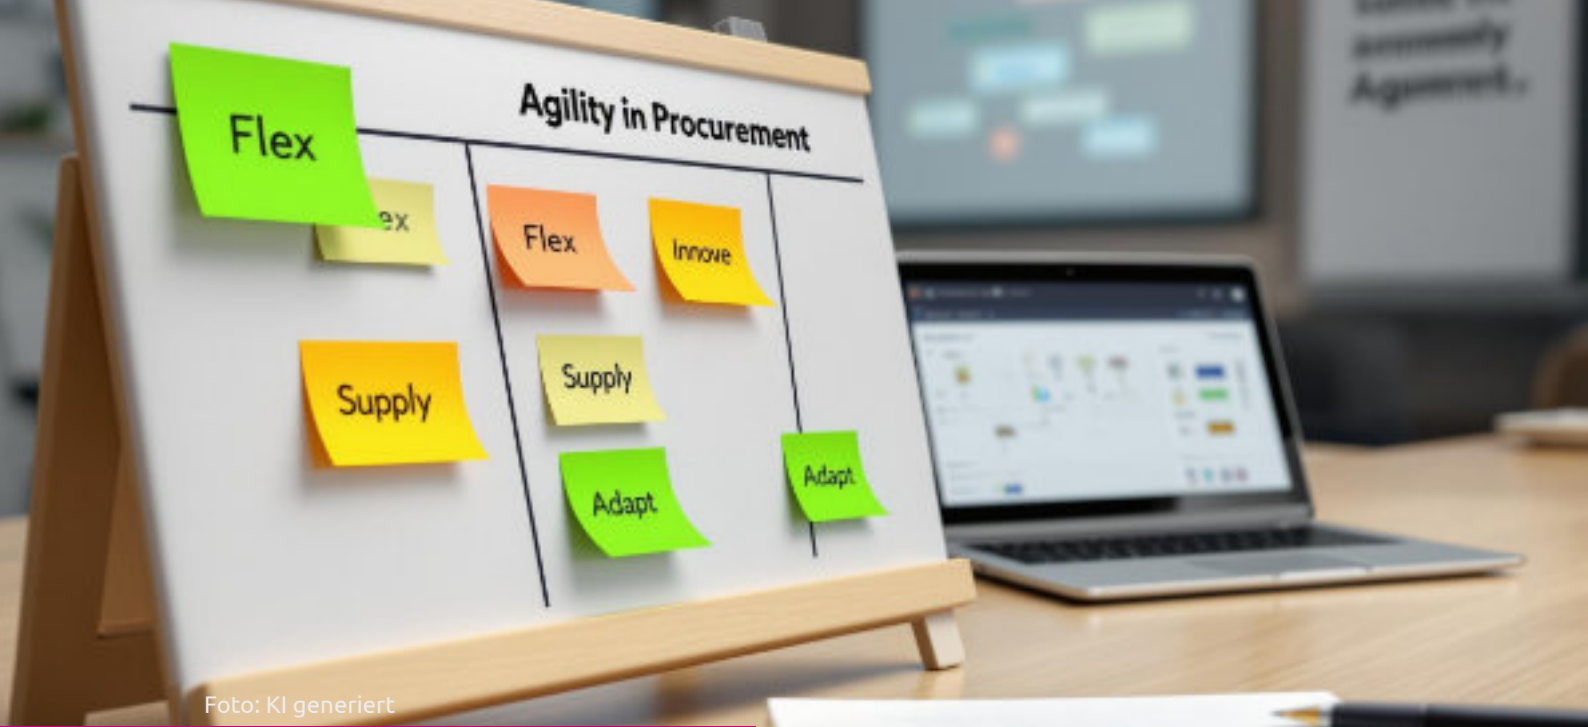 Agility in Procurement
Flex
ex
Flex
Innove
Supply
Supply
Adapt
Adapt
Foto: KI generiert